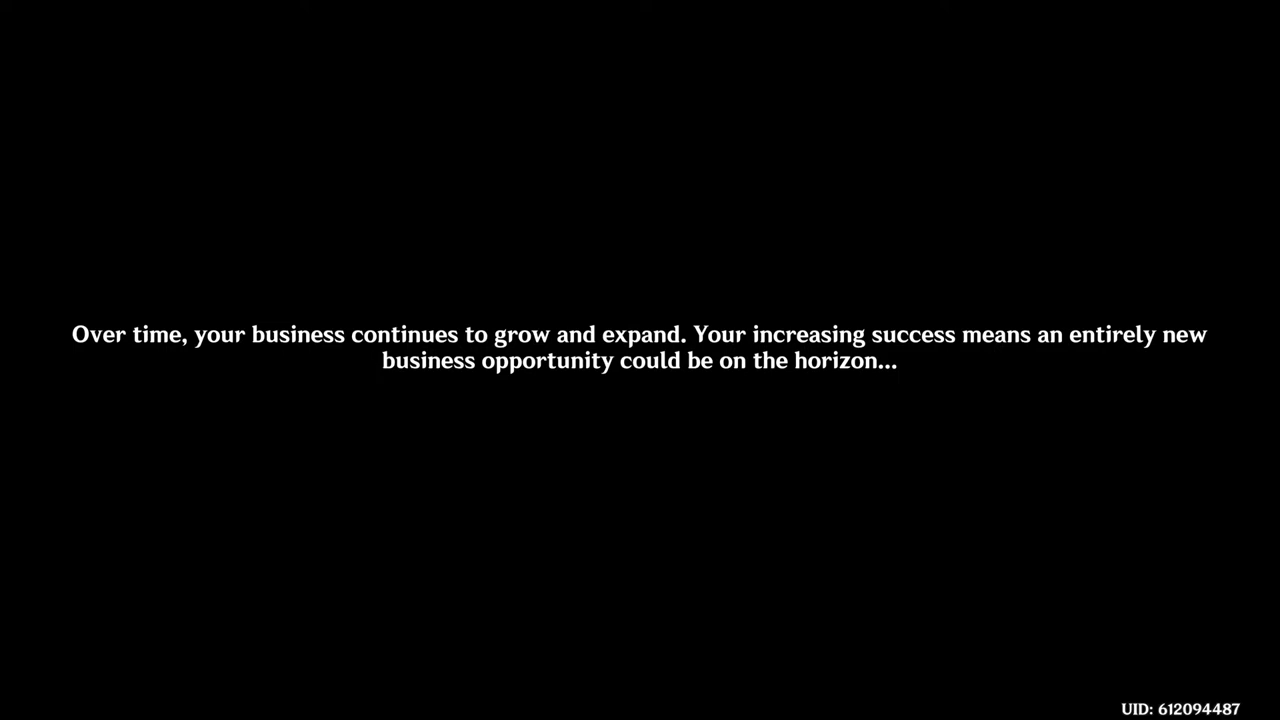 Over time, your business continues to grow and expand. Your increasing success means an entirely new
business opportunity could be on the horizon...
UID: 612094487